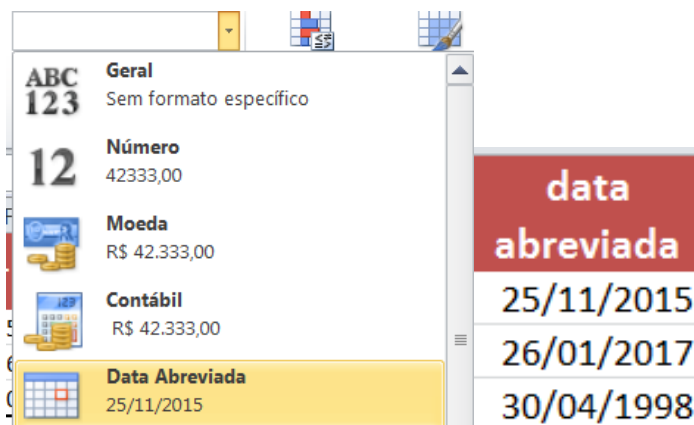 ABC
123
Geral
Sem formato específico
12
Número
42333,00
Moeda
R$ 42.333,00
123
Contábil
R$ 42.333,00
Data Abreviada
25/11/2015
data
abreviada
25/11/2015
26/01/2017
30/04/1998